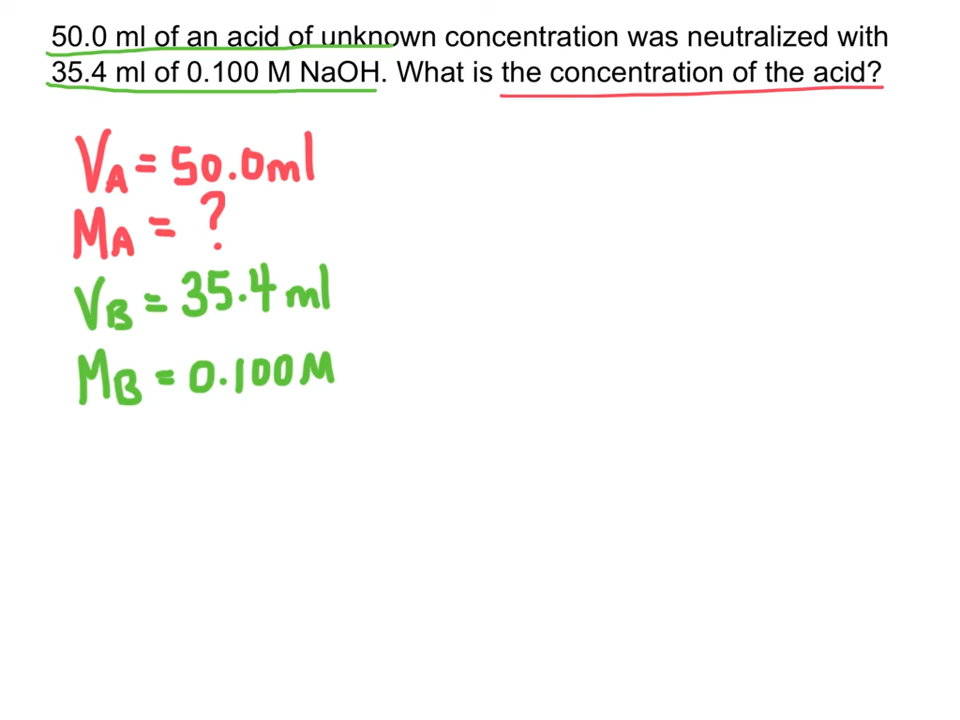 50.0 ml of an acid of unknown concentration was neutralized with
35.4 ml of 0.100 M NaOH. What is the concentration of the acid?
VA = 50.0ml
MA = ?
VB = 35.4 ml
MB = 0.100M